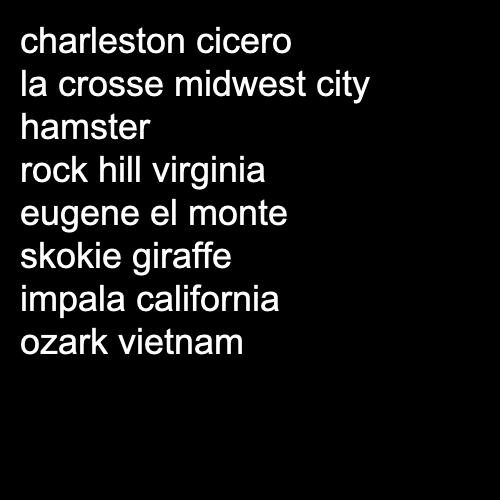 charleston cicero
la crosse midwest city
hamster
rock hill virginia
eugene el monte
skokie giraffe
impala california
ozark vietnam